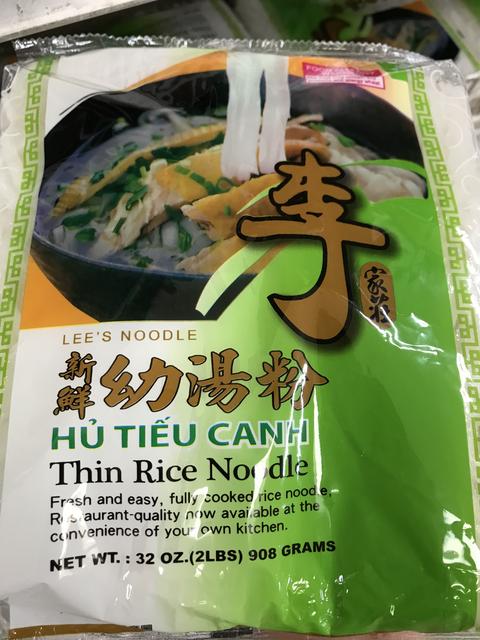 李
家莊
LEE'S NOODLE
新鮮 幼湯粉
HỦ TIẾU CANH
Thin Rice Noodle
Fresh and easy, fully cooked rice noodle.
Restaurant-quality now available at the
convenience of your own kitchen.
NET WT. : 32 OZ.(2LBS) 908 GRAMS